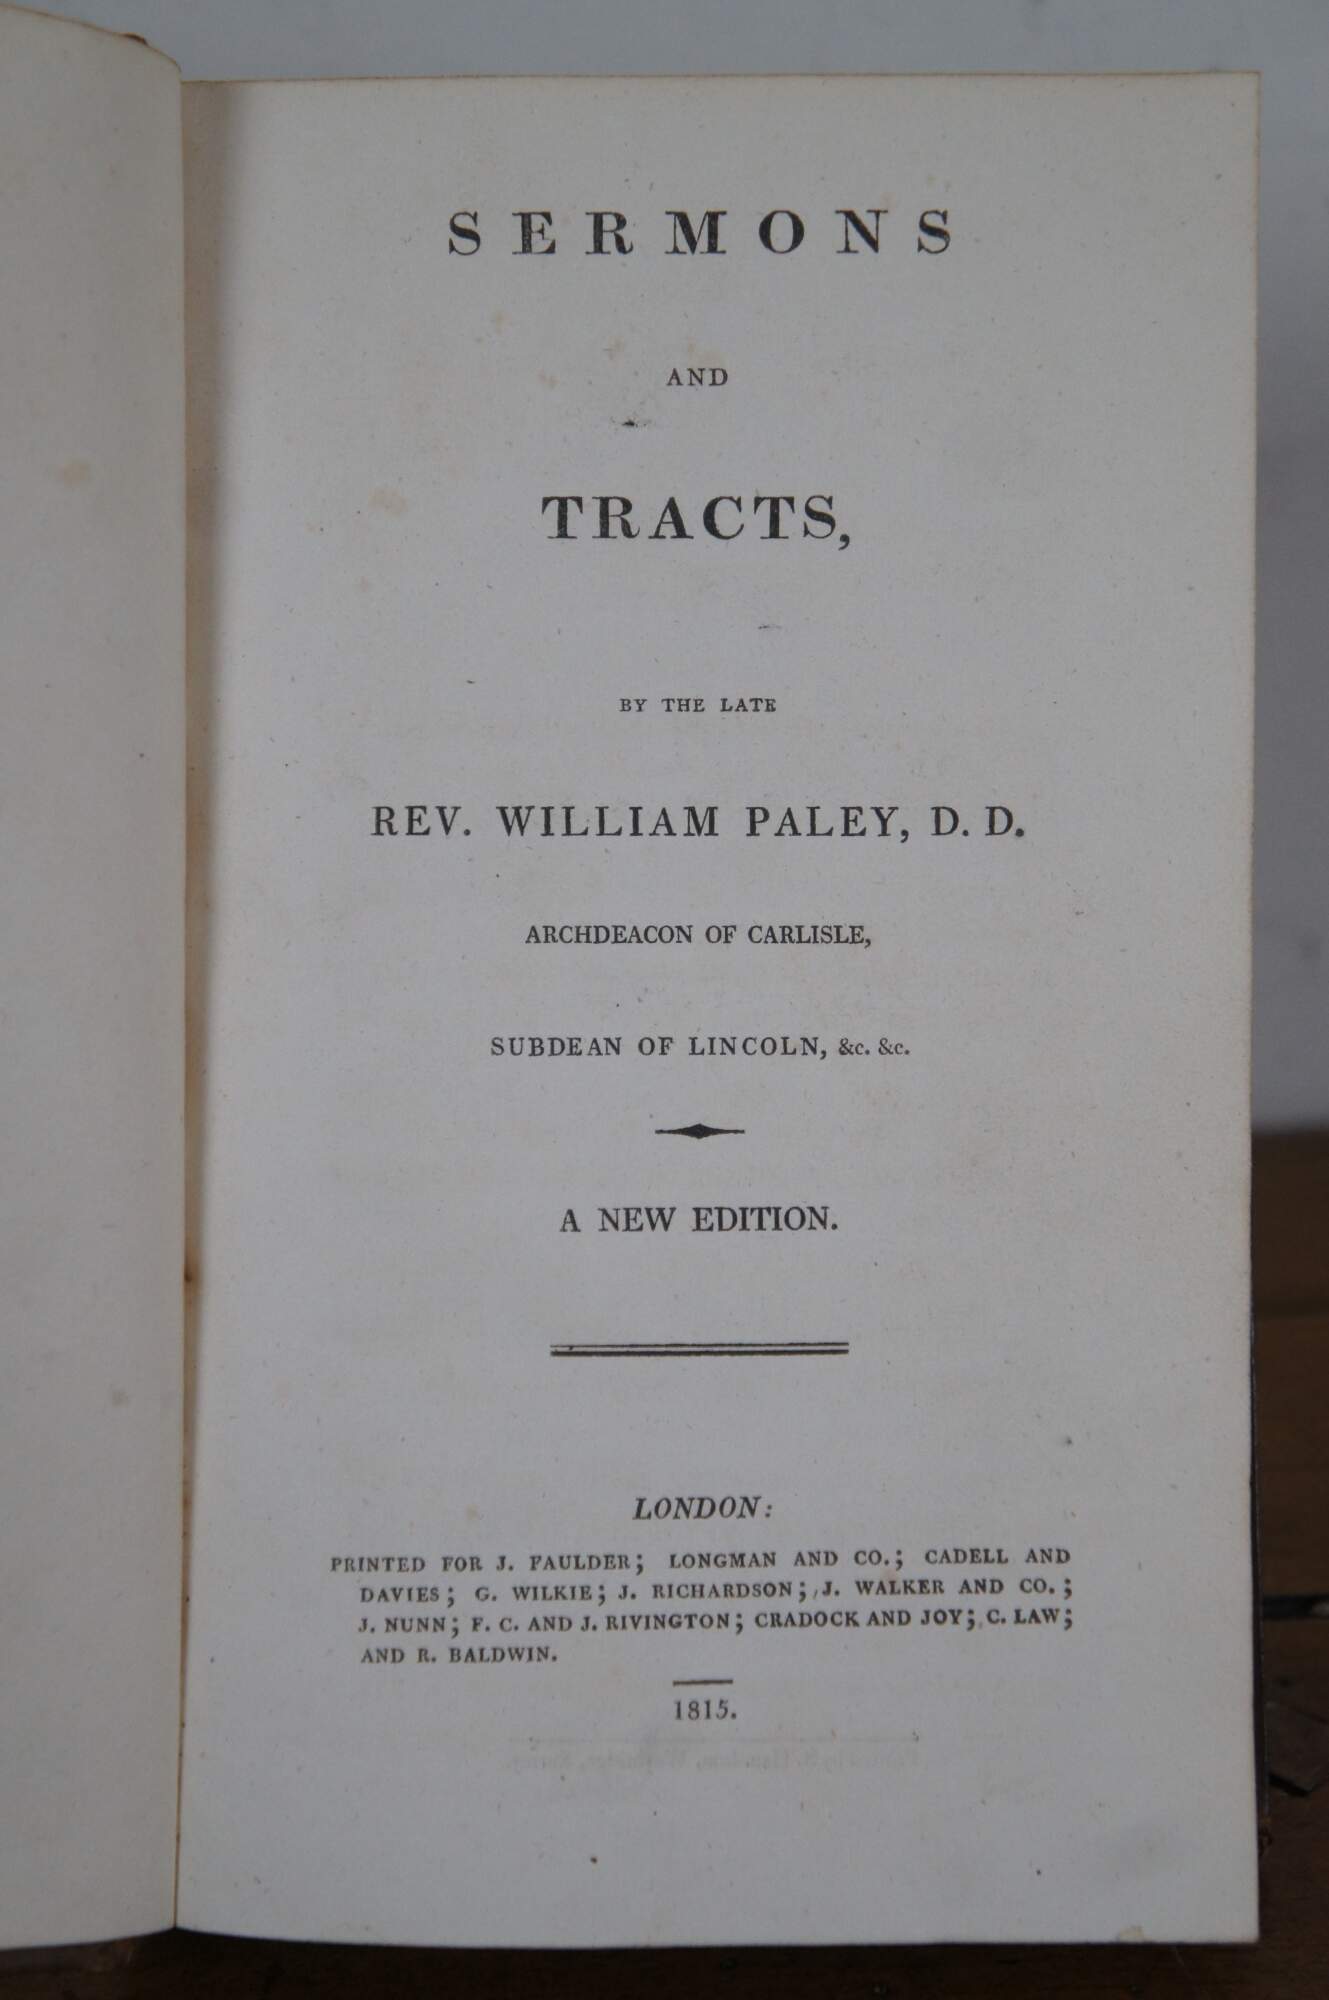 SERMONS
AND
TRACTS,
BY THE LATE
REV. WILLIAM PALEY, D. D.
ARCHDEACON OF CARLISLE,
SUBDEAN OF LINCOLN, &c. &c.
A NEW EDITION.
LONDON:
PRINTED FOR J. FAULDER; LONGMAN AND CO.; CADELL AND
DAVIES; G. WILKIE; J. RICHARDSON; J. WALKER AND CO.;
J. NUNN; F. C. AND J. RIVINGTON; CRADOCK AND JOY; C. LAW;
AND R. BALDWIN.
1815.